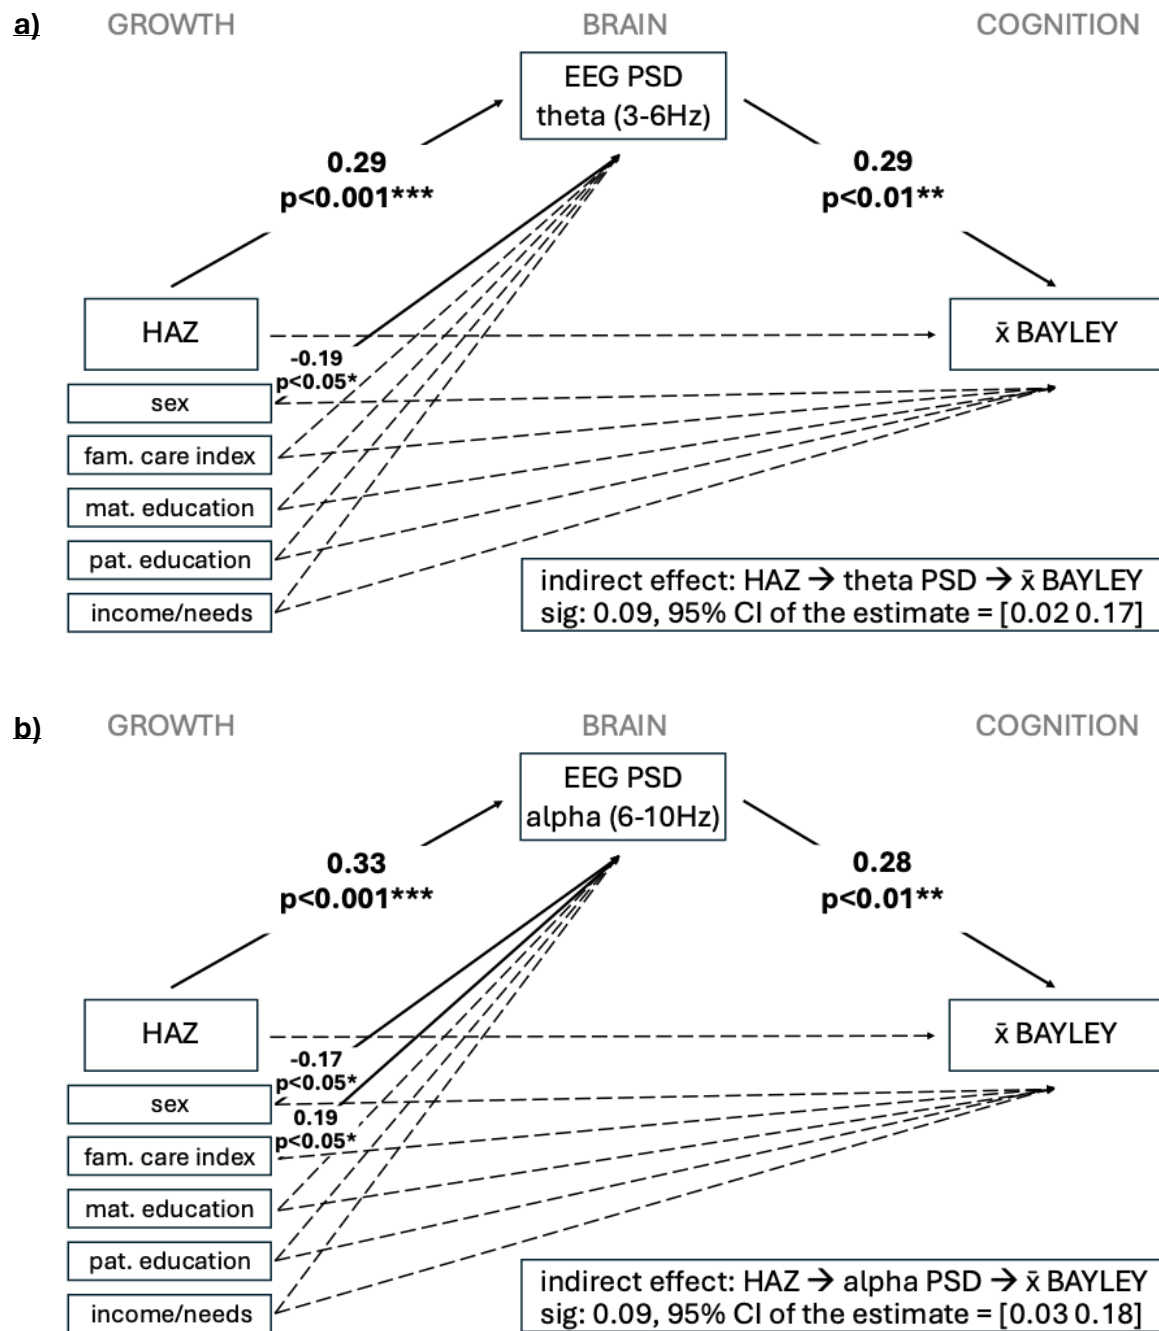 a)
GROWTH
BRAIN
COGNITION
EEG PSD
theta (3-6Hz)
0.29
p<0.001***
0.29
p<0.01**
HAZ
x̄ BAYLEY
-0.19
p<0.05*
sex
fam. care index
mat. education
pat. education
income/needs
indirect effect: HAZ → theta PSD → x̄ BAYLEY
sig: 0.09, 95% CI of the estimate = [0.02 0.17]
b)
GROWTH
BRAIN
COGNITION
EEG PSD
alpha (6-10Hz)
0.33
p<0.001***
0.28
p<0.01**
HAZ
x̄ BAYLEY
-0.17
p<0.05*
sex
0.19
p<0.05*
fam. care index
mat. education
pat. education
income/needs
indirect effect: HAZ → alpha PSD → x̄ BAYLEY
sig: 0.09, 95% CI of the estimate = [0.03 0.18]